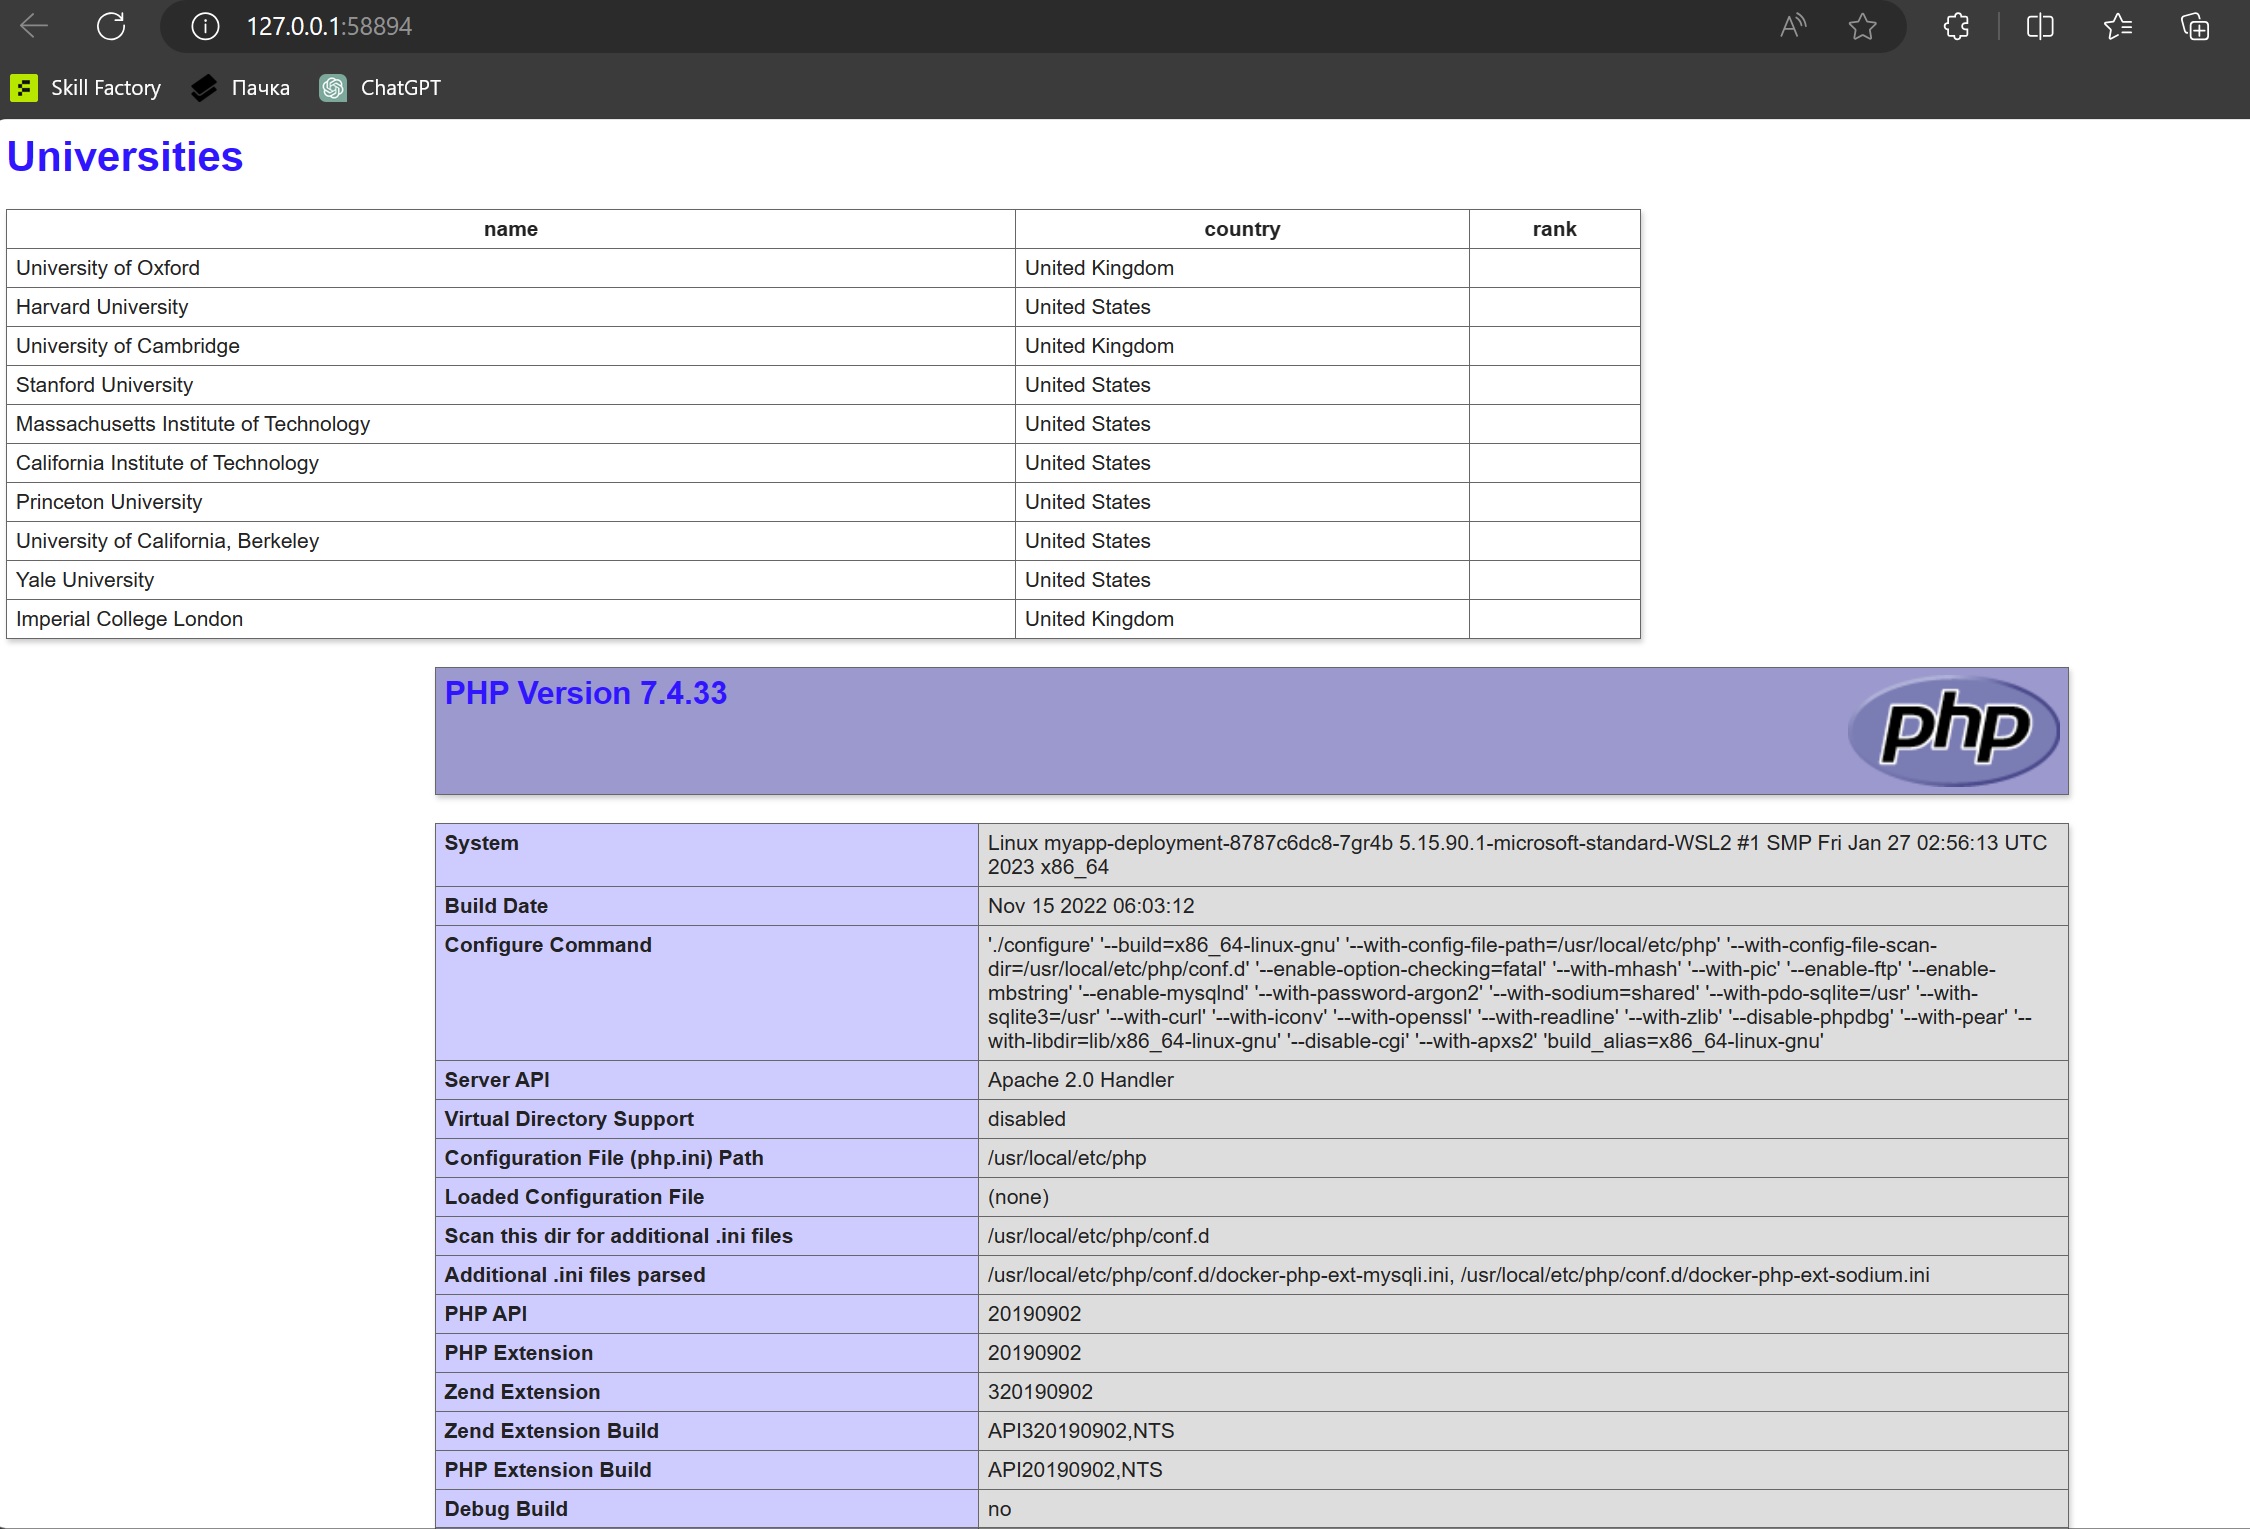 127.0.0.1:58894
Skill Factory Пачка ChatGPT
Universities
name country rank
University of Oxford United Kingdom
Harvard University United States
University of Cambridge United Kingdom
Stanford University United States
Massachusetts Institute of Technology United States
California Institute of Technology United States
Princeton University United States
University of California, Berkeley United States
Yale University United States
Imperial College London United Kingdom
PHP Version 7.4.33
php
System Linux myapp-deployment-8787c6dc8-7gr4b 5.15.90.1-microsoft-standard-WSL2 #1 SMP Fri Jan 27 02:56:13 UTC
2023 x86_64
Build Date Nov 15 2022 06:03:12
Configure Command './configure' '--build=x86_64-linux-gnu' '--with-config-file-path=/usr/local/etc/php' '--with-config-file-scan-
dir=/usr/local/etc/php/conf.d' '--enable-option-checking=fatal' '--with-mhash' '--with-pic' '--enable-ftp' '--enable-
mbstring' '--enable-mysqlnd' '--with-password-argon2' '--with-sodium=shared' '--with-pdo-sqlite=/usr' '--with-
sqlite3=/usr' '--with-curl' '--with-iconv' '--with-openssl' '--with-readline' '--with-zlib' '--disable-phpdbg' '--with-pear' '--
with-libdir=lib/x86_64-linux-gnu' '--disable-cgi' '--with-apxs2' 'build_alias=x86_64-linux-gnu'
Server API Apache 2.0 Handler
Virtual Directory Support disabled
Configuration File (php.ini) Path /usr/local/etc/php
Loaded Configuration File (none)
Scan this dir for additional .ini files /usr/local/etc/php/conf.d
Additional .ini files parsed /usr/local/etc/php/conf.d/docker-php-ext-mysqli.ini, /usr/local/etc/php/conf.d/docker-php-ext-sodium.ini
PHP API 20190902
PHP Extension 20190902
Zend Extension 320190902
Zend Extension Build API320190902,NTS
PHP Extension Build API20190902,NTS
Debug Build no